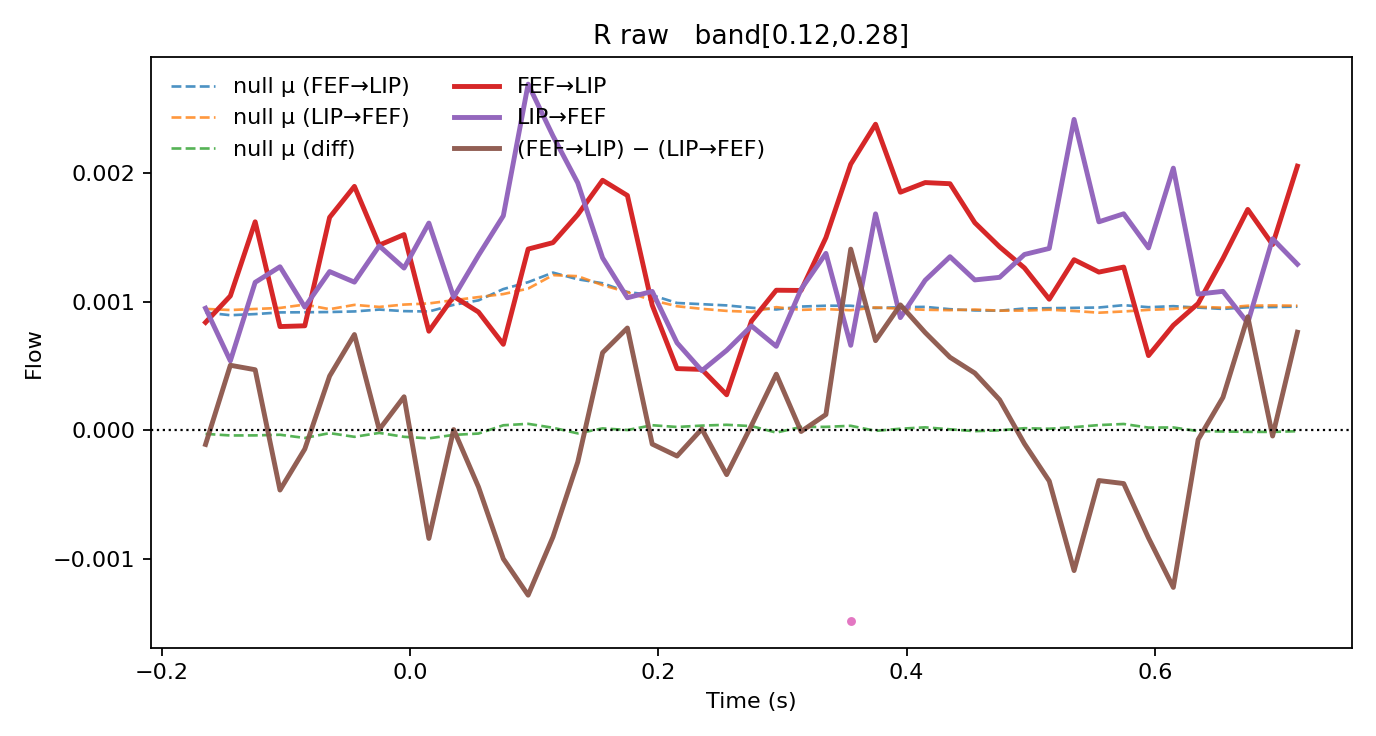 R raw   band[0.12,0.28]
null μ (FEF→LIP)
null μ (LIP→FEF)
null μ (diff)
FEF→LIP
LIP→FEF
(FEF→LIP) − (LIP→FEF)
Flow
0.002
0.001
0.000
−0.001
−0.2 0.0 0.2 0.4 0.6
Time (s)